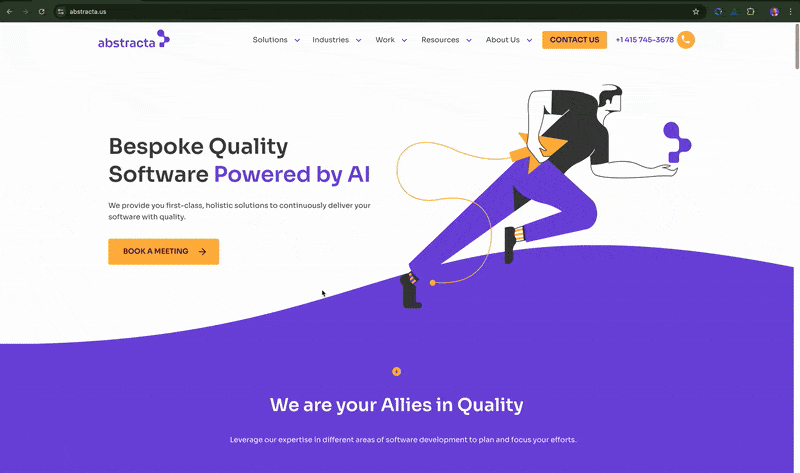 abstracta.us
abstracta
Solutions Industries Work Resources About Us CONTACT US +1 415 745-3678
Bespoke Quality
Software Powered by AI
We provide you first-class, holistic solutions to continuously deliver your
software with quality.
BOOK A MEETING
We are your Allies in Quality
Leverage our expertise in different areas of software development to plan and focus your efforts.